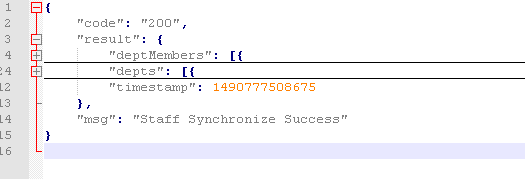 1 {
2 "code": "200",
3 "result": {
4 "deptMembers": [{
24 "depts": [{
12 "timestamp": 1490777508675
13 },
14 "msg": "Staff Synchronize Success"
15 }
16